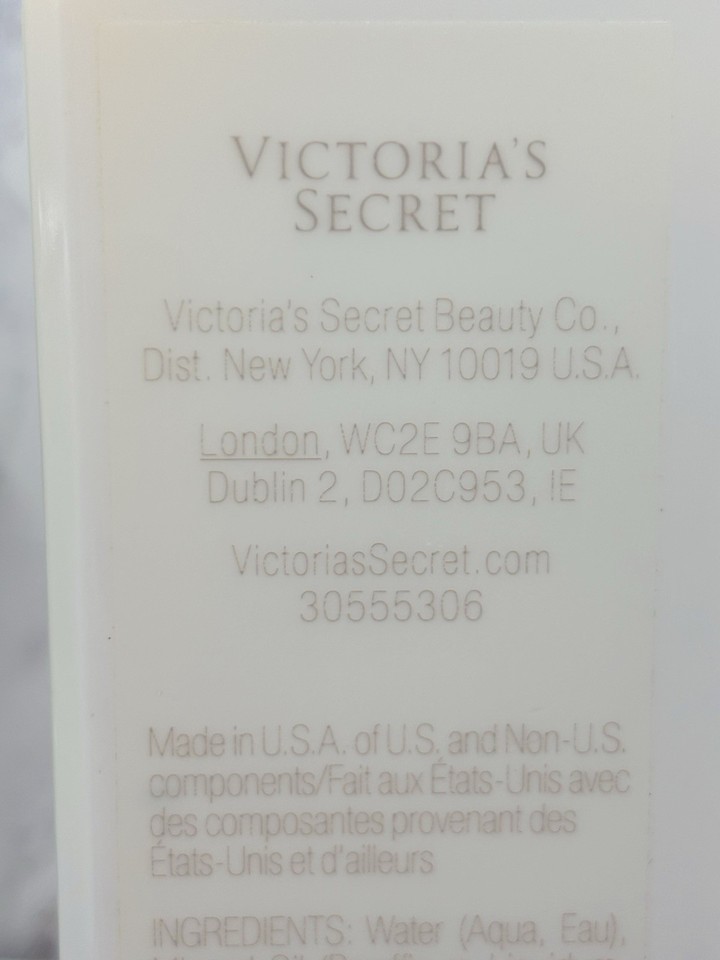 VICTORIA'S
SECRET
Victoria's Secret Beauty Co.,
Dist. New York, NY 10019 U.S.A.
London, WC2E 9BA, UK
Dublin 2, D02C953, IE
VictoriasSecret.com
30555306
Made in U.S.A. of U.S. and Non-U.S.
components/Fait aux États-Unis avec
des composantes provenant des
États-Unis et d'ailleurs
INGREDIENTS: Water (Aqua, Eau),